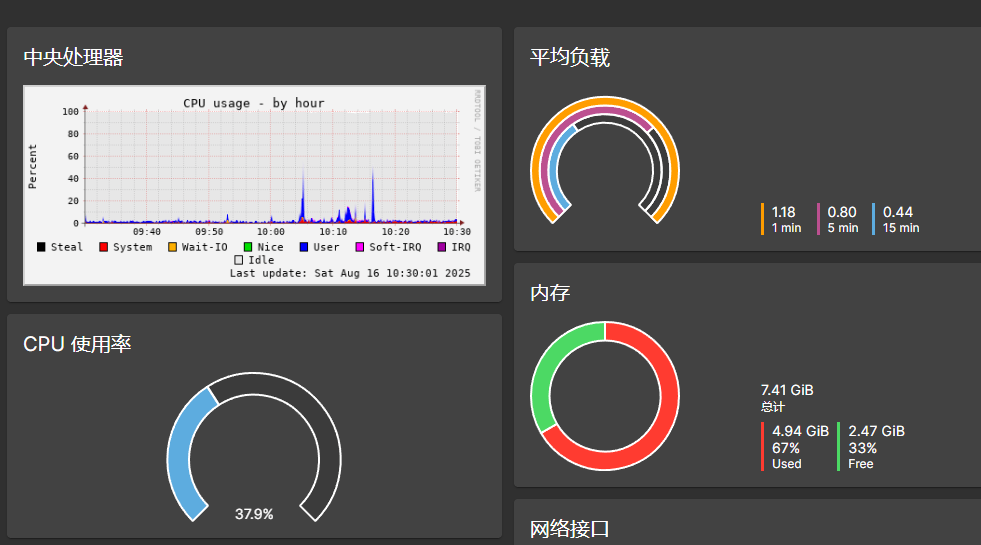 中央处理器
CPU usage - by hour
RRDTOOL / TOBI OETIKER
Percent
100
80
60
40
20
0
09:40 09:50 10:00 10:10 10:20 10:30
Steal System Wait-IO Nice User Soft-IRQ IRQ
Idle
Last update: Sat Aug 16 10:30:01 2025
CPU 使用率
37.9%
平均负载
1.18 0.80 0.44
1 min 5 min 15 min
内存
7.41 GiB
总计
4.94 GiB 2.47 GiB
67% 33%
Used Free
网络接口